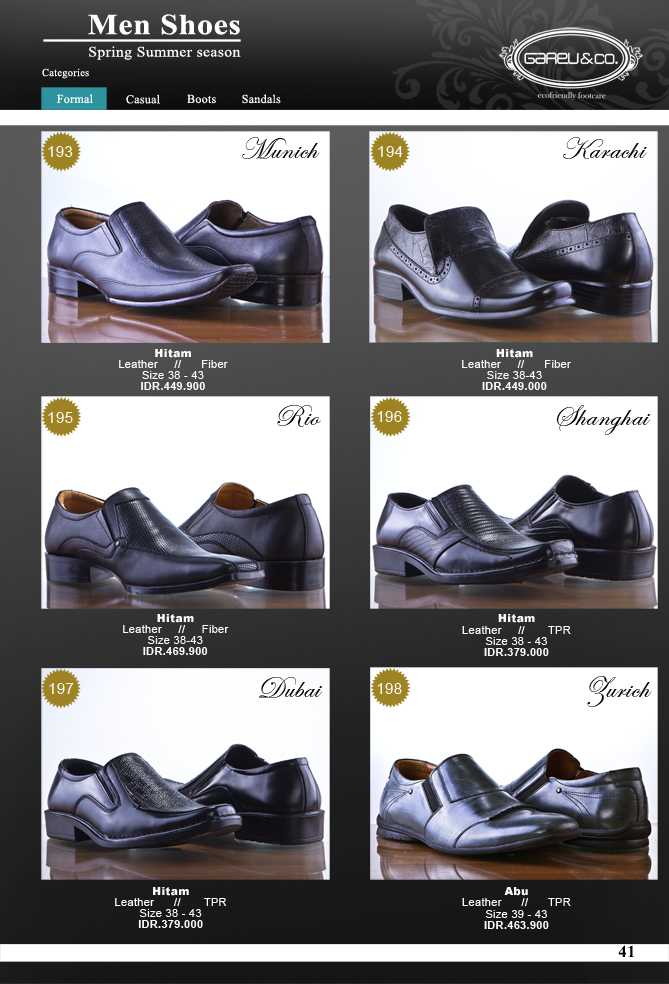 Men Shoes
Spring Summer season
Categories
Formal Casual Boots Sandals
GAREU & CO.
ecofriendly footcare
193
Munich
194
Karachi
Hitam
Leather // Fiber
Size 38 - 43
IDR.449.900
Hitam
Leather // Fiber
Size 38-43
IDR.449.000
195
Rio
196
Shanghai
Hitam
Leather // Fiber
Size 38-43
IDR.469.900
Hitam
Leather // TPR
Size 38 - 43
IDR.379.000
197
Dubai
198
Zurich
Hitam
Leather // TPR
Size 38 - 43
IDR.379.000
Abu
Leather // TPR
Size 39 - 43
IDR.463.900
41